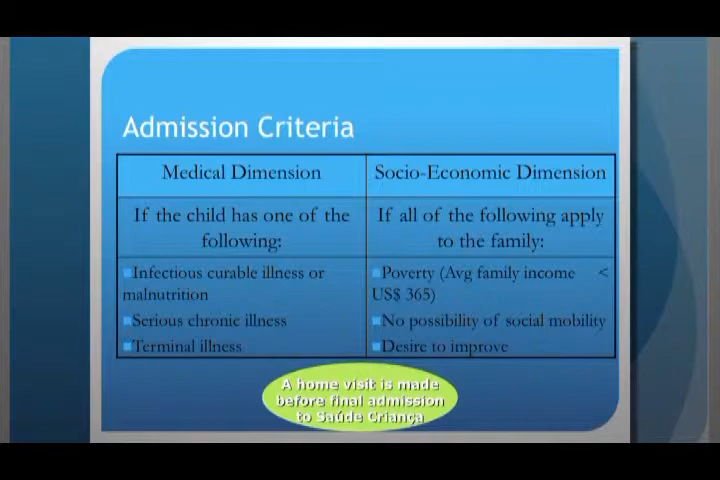 Admission Criteria
Medical Dimension
Socio-Economic Dimension
If the child has one of the
following:
If all of the following apply
to the family:
Infectious curable illness or
malnutrition
Serious chronic illness
Terminal illness
Poverty (Avg family income <
US$ 365)
No possibility of social mobility
Desire to improve
A home visit is made
before final admission
to Saúde Criança